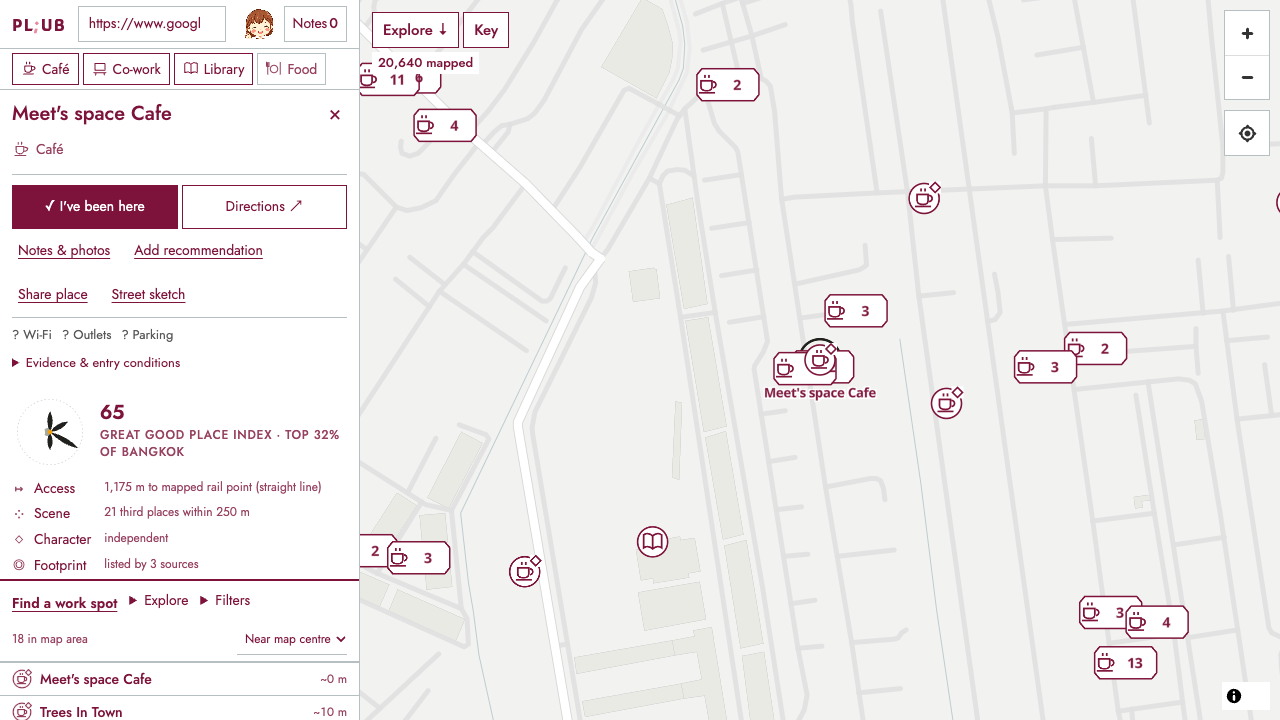 PL;UB
https://www.googl
Notes 0
Café
Co-work
Library
Food
Meet's space Cafe
×
Café
✓ I've been here
Directions ↗
Notes & photos
Add recommendation
Share place
Street sketch
? Wi-Fi ? Outlets ? Parking
▶ Evidence & entry conditions
65
GREAT GOOD PLACE INDEX · TOP 32%
OF BANGKOK
Access 1,175 m to mapped rail point (straight line)
Scene 21 third places within 250 m
Character independent
Footprint listed by 3 sources
Find a work spot
▶ Explore
▶ Filters
18 in map area
Near map centre
Meet's space Cafe ~0 m
Trees In Town ~10 m
Explore ↓
Key
20,640 mapped
11
4
2
3
Meet's space Cafe
2
3
2
3
3
4
13
+
−